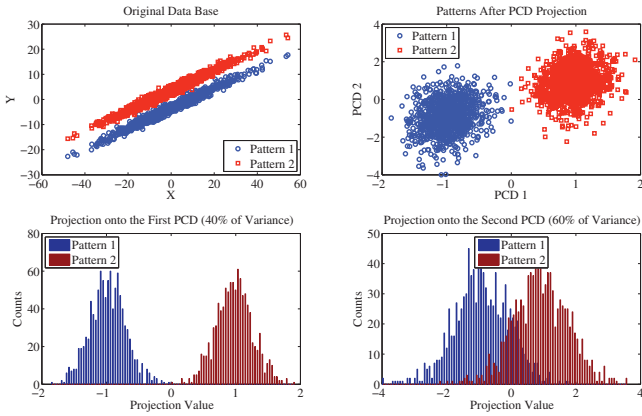 Original Data Base
30
20
10
0
−10
−20
−30
Y
−60
−40
−20
0
20
40
60
X
Pattern 1
Pattern 2
Patterns After PCD Projection
4
2
0
−2
−4
PCD 2
−2
−1
0
1
2
PCD 1
Pattern 1
Pattern 2
Projection onto the First PCD (40% of Variance)
80
60
40
20
0
Counts
−2
−1
0
1
2
Projection Value
Pattern 1
Pattern 2
Projection onto the Second PCD (60% of Variance)
50
40
30
20
10
0
Counts
−4
−2
0
2
4
Projection Value
Pattern 1
Pattern 2